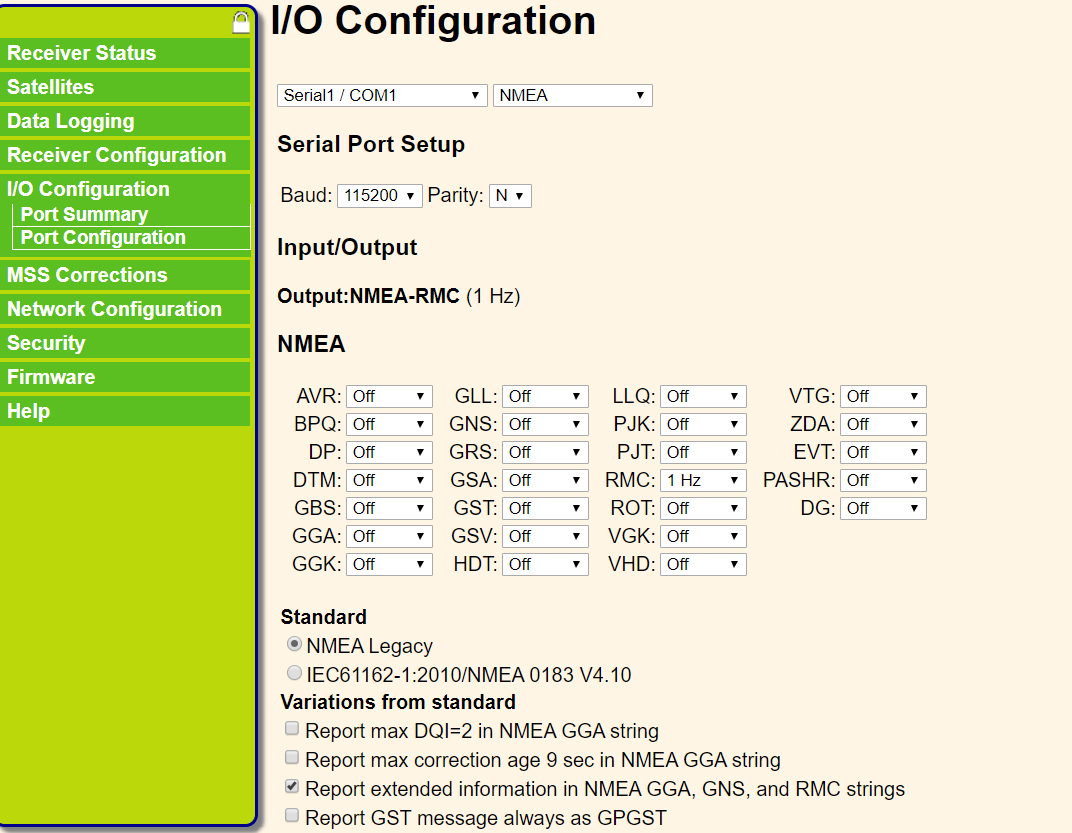 I/O Configuration
Receiver Status
Satellites
Data Logging
Receiver Configuration
I/O Configuration
Port Summary
Port Configuration
MSS Corrections
Network Configuration
Security
Firmware
Help
Serial1 / COM1 NMEA
Serial Port Setup
Baud: 115200 Parity: N
Input/Output
Output:NMEA-RMC (1 Hz)
NMEA
AVR: Off GLL: Off LLQ: Off VTG: Off
BPQ: Off GNS: Off PJK: Off ZDA: Off
DP: Off GRS: Off PJT: Off EVT: Off
DTM: Off GSA: Off RMC: 1 Hz PASHR: Off
GBS: Off GST: Off ROT: Off DG: Off
GGA: Off GSV: Off VGK: Off
GGK: Off HDT: Off VHD: Off
Standard
NMEA Legacy
IEC61162-1:2010/NMEA 0183 V4.10
Variations from standard
Report max DQI=2 in NMEA GGA string
Report max correction age 9 sec in NMEA GGA string
Report extended information in NMEA GGA, GNS, and RMC strings
Report GST message always as GPGST